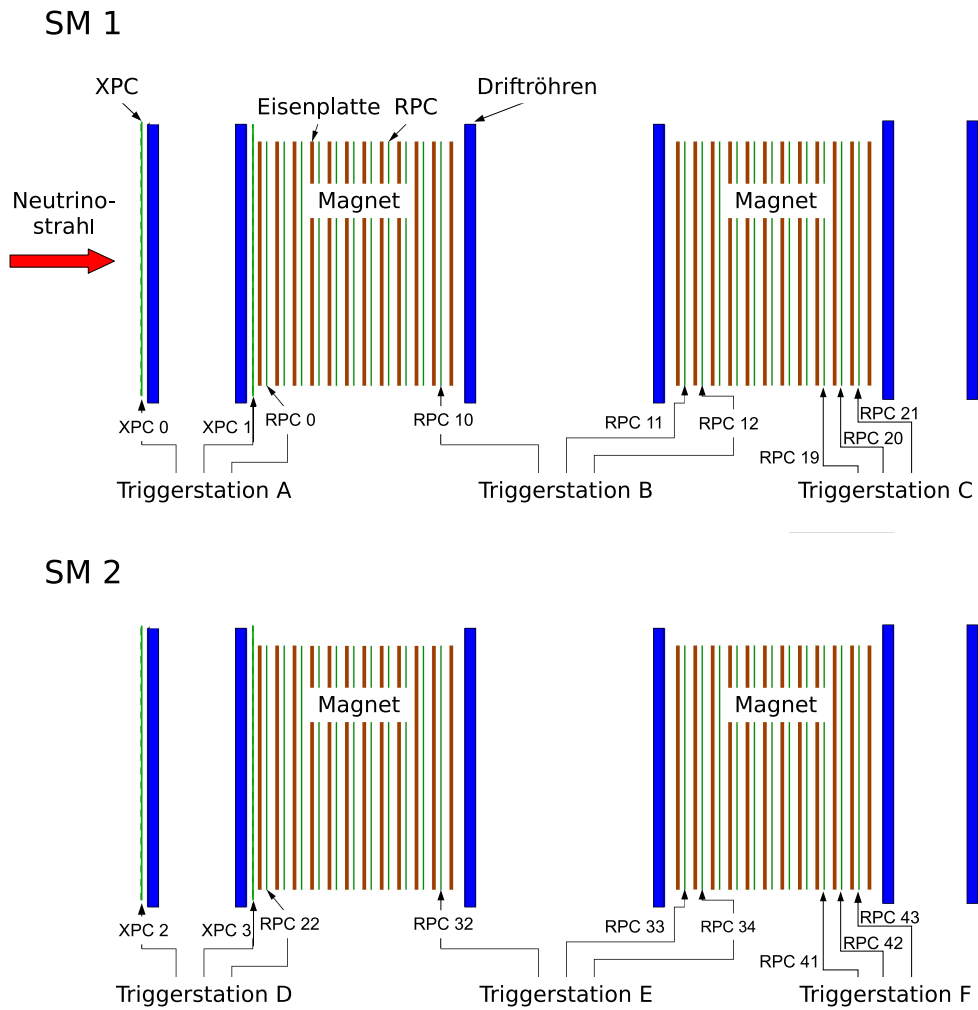 SM 1
XPC
Driftröhren
Eisenplatte RPC
Neutrino-
strahl
Magnet
Magnet
XPC 0
XPC 1
RPC 0
RPC 10
RPC 11
RPC 12
RPC 19
RPC 20
RPC 21
Triggerstation A
Triggerstation B
Triggerstation C
SM 2
Magnet
Magnet
XPC 2
XPC 3
RPC 22
RPC 32
RPC 33
RPC 34
RPC 41
RPC 42
RPC 43
Triggerstation D
Triggerstation E
Triggerstation F